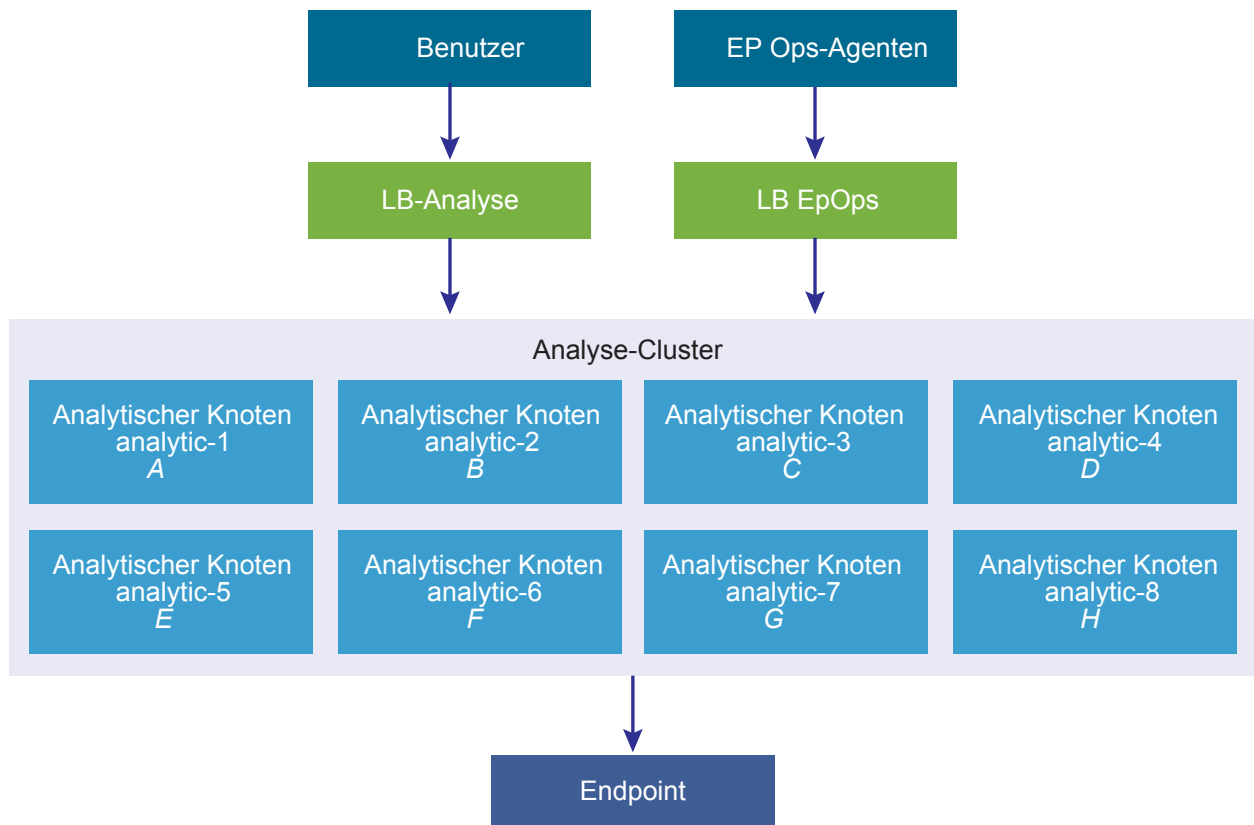 Benutzer
EP Ops-Agenten
LB-Analyse
LB EpOps
Analyse-Cluster
Analytischer Knoten
analytic-1
A
Analytischer Knoten
analytic-2
B
Analytischer Knoten
analytic-3
C
Analytischer Knoten
analytic-4
D
Analytischer Knoten
analytic-5
E
Analytischer Knoten
analytic-6
F
Analytischer Knoten
analytic-7
G
Analytischer Knoten
analytic-8
H
Endpoint